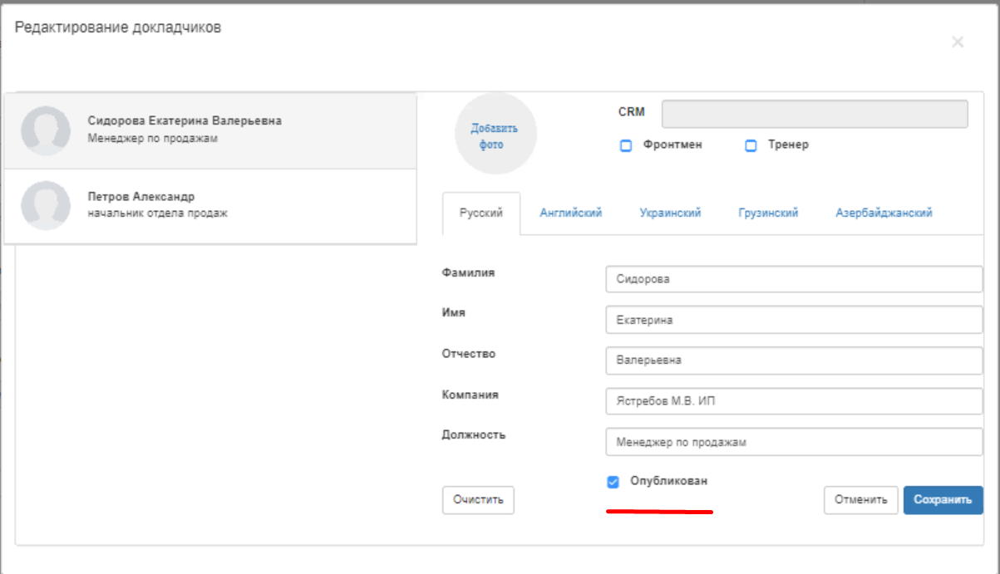 Редактирование докладчиков
×
Сидорова Екатерина Валерьевна
Менеджер по продажам
Петров Александр
начальник отдела продаж
Добавить
фото
CRM
Фронтмен Тренер
Русский Английский Украинский Грузинский Азербайджанский
Фамилия Сидорова
Имя Екатерина
Отчество Валерьевна
Компания Ястребов М.В. ИП
Должность Менеджер по продажам
Опубликован
Очистить Отменить Сохранить